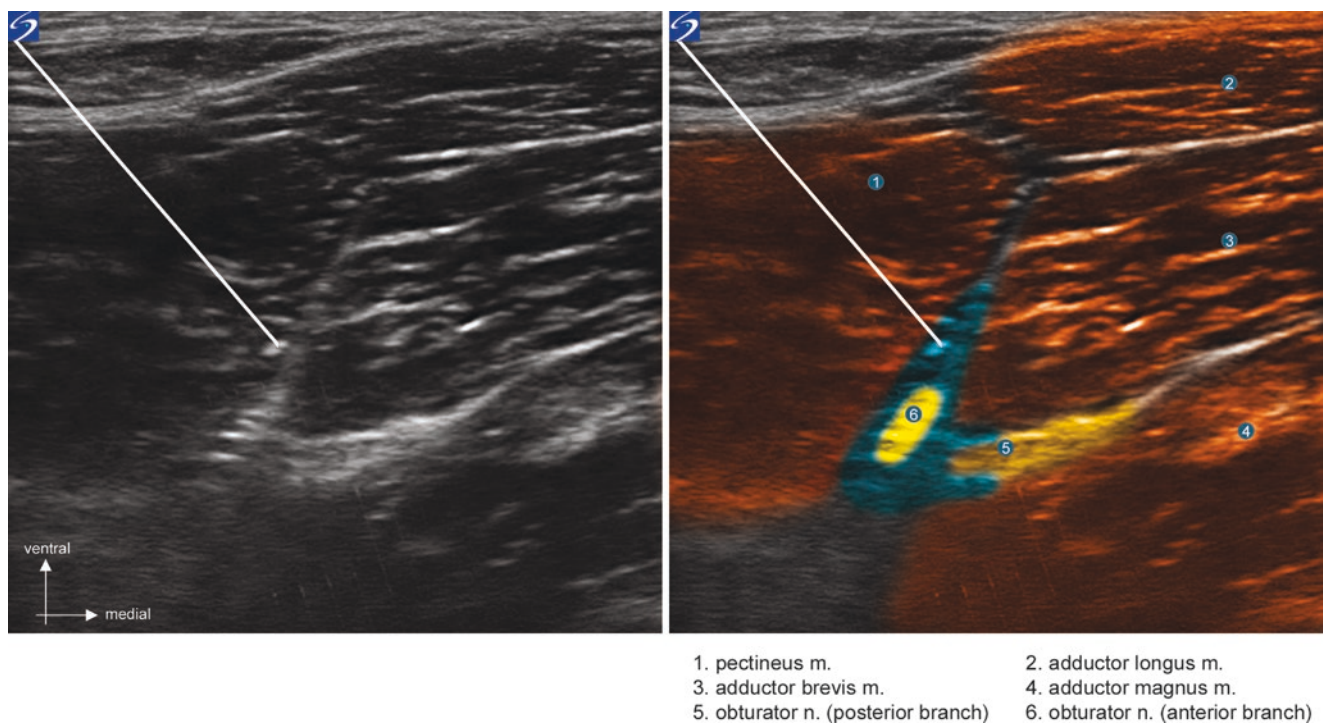 2
1
3
6
5
4
ventral
medial
1. pectineus m.
2. adductor longus m.
3. adductor brevis m.
4. adductor magnus m.
5. obturator n. (posterior branch)
6. obturator n. (anterior branch)